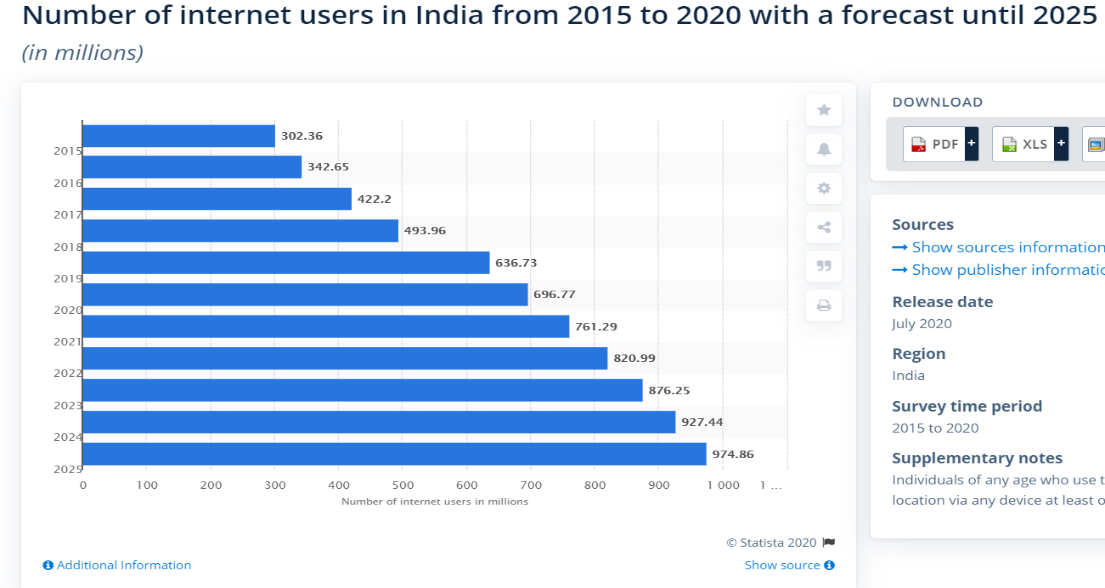 Number of internet users in India from 2015 to 2020 with a forecast until 2025
(in millions)
302.36
2015
342.65
2016
422.2
2017
493.96
2018
636.73
2019
696.77
2020
761.29
2021
820.99
2022
876.25
2023
927.44
2024
974.86
2025
0 100 200 300 400 500 600 700 800 900 1 000 1 ...
Number of internet users in millions
© Statista 2020
Additional Information
Show source
DOWNLOAD
PDF +
XLS +
Sources
→ Show sources information
→ Show publisher informatic
Release date
July 2020
Region
India
Survey time period
2015 to 2020
Supplementary notes
Individuals of any age who use t
location via any device at least o